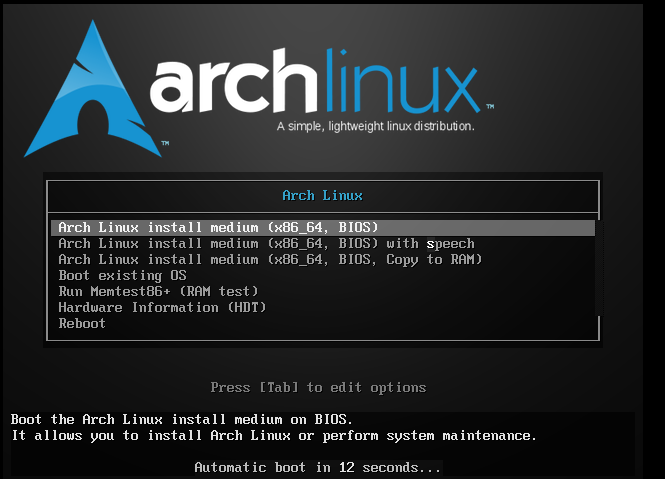 archlinux™
A simple, lightweight linux distribution.
™
Arch Linux
Arch Linux install medium (x86_64, BIOS)
Arch Linux install medium (x86_64, BIOS) with speech
Arch Linux install medium (x86_64, BIOS, Copy to RAM)
Boot existing OS
Run Memtest86+ (RAM test)
Hardware Information (HDT)
Reboot
Press [Tab] to edit options
Boot the Arch Linux install medium on BIOS.
It allows you to install Arch Linux or perform system maintenance.
Automatic boot in 12 seconds...